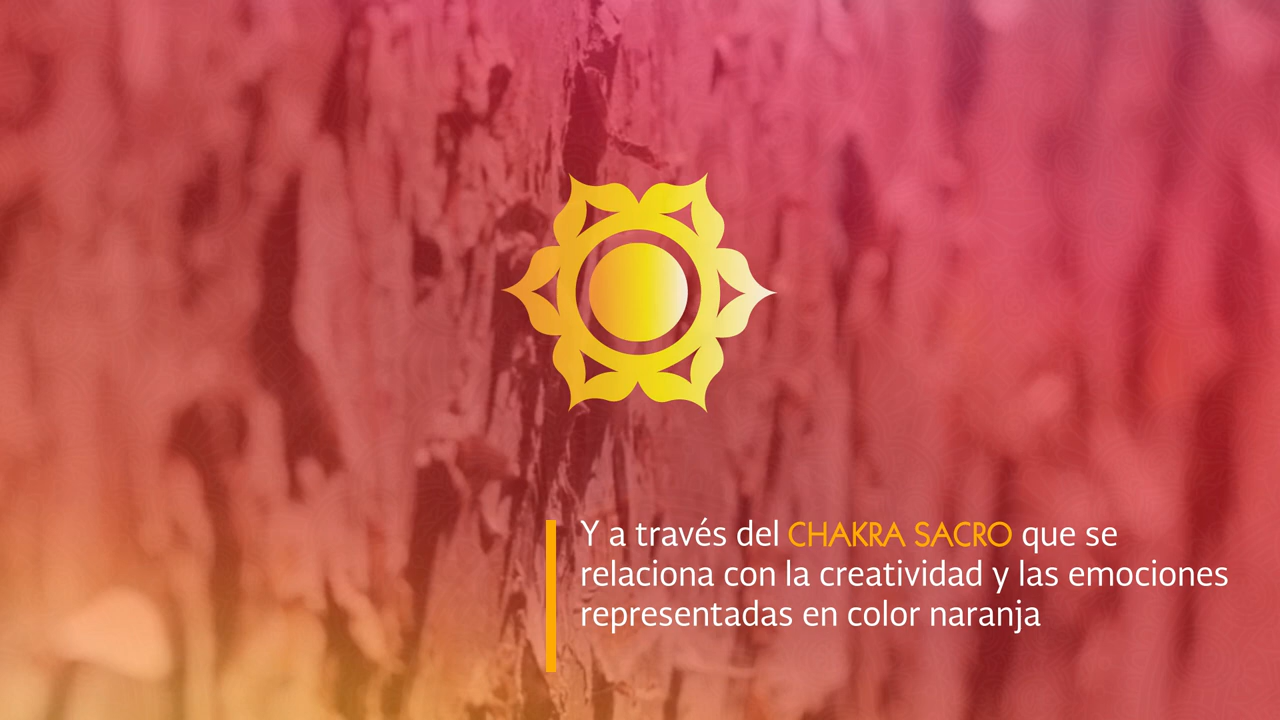 Y a través del CHAKRA SACRO que se
relaciona con la creatividad y las emociones
representadas en color naranja